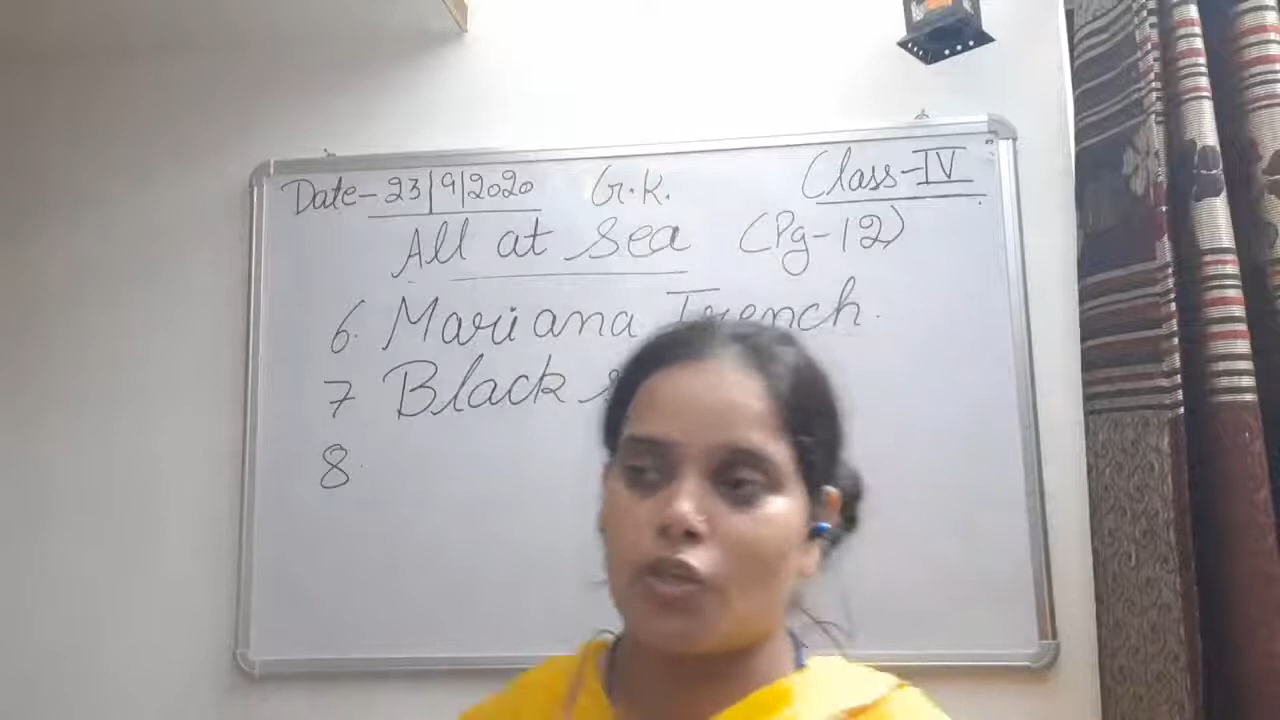 Date-23/9/2020 G.K. Class-IV
All at Sea (Pg-12)
6. Mariana Trench.
7 Black
8